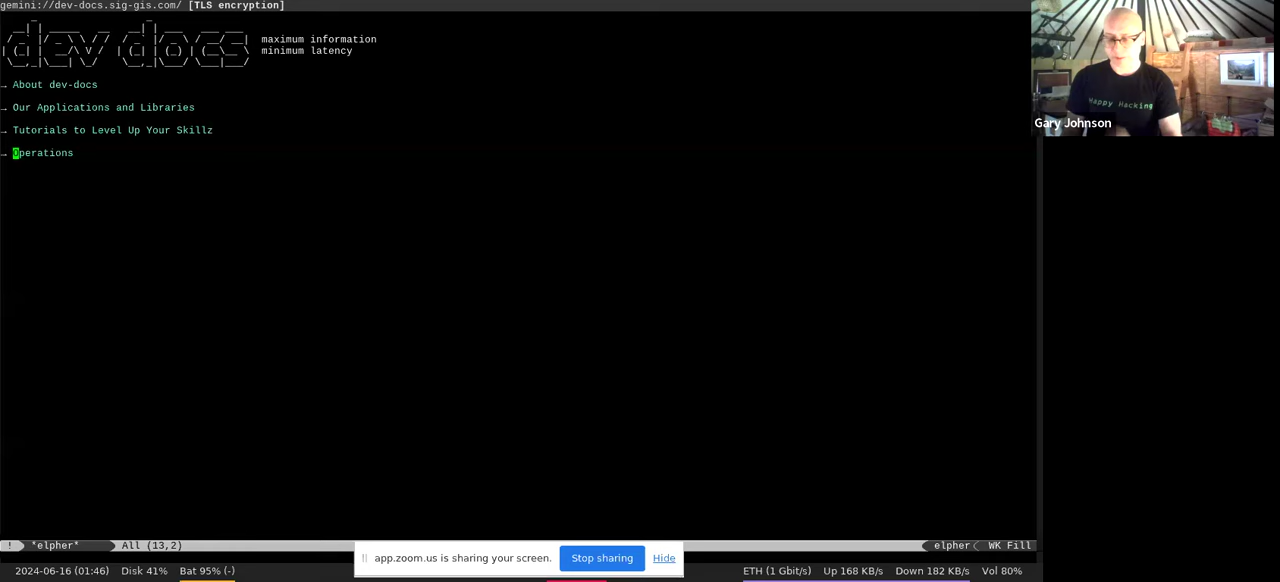 gemini://dev-docs.sig-gis.com/ [TLS encryption]
dev docs
maximum information
minimum latency
→ About dev-docs
→ Our Applications and Libraries
→ Tutorials to Level Up Your Skillz
→ Operations
Happy Hacking
Gary Johnson
! *elpher* All (13,2) elpher WK Fill
app.zoom.us is sharing your screen. Stop sharing Hide
2024-06-16 (01:46) Disk 41% Bat 95% (-) ETH (1 Gbit/s) Up 168 KB/s Down 182 KB/s Vol 80%